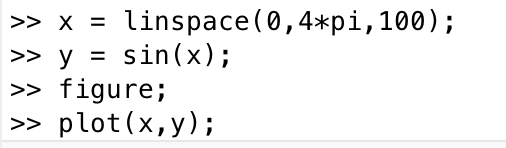 >> x = linspace(0,4*pi,100);
>> y = sin(x);
>> figure;
>> plot(x,y);